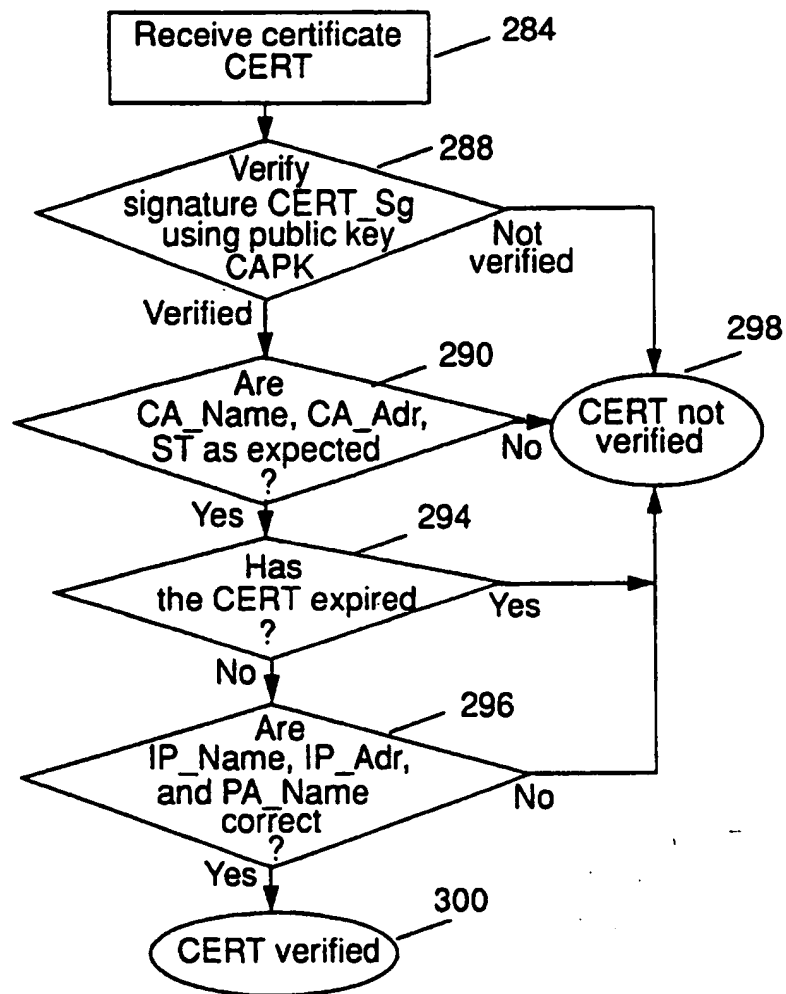 Receive certificate
CERT
284
288
Verify
signature CERT_Sg
using public key
CAPK
Not
verified
Verified
290
298
Are
CA_Name, CA_Adr,
ST as expected
?
No
CERT not
verified
Yes
294
Has
the CERT expired
?
Yes
No
296
Are
IP_Name, IP_Adr,
and PA_Name
correct
?
No
Yes
300
CERT verified